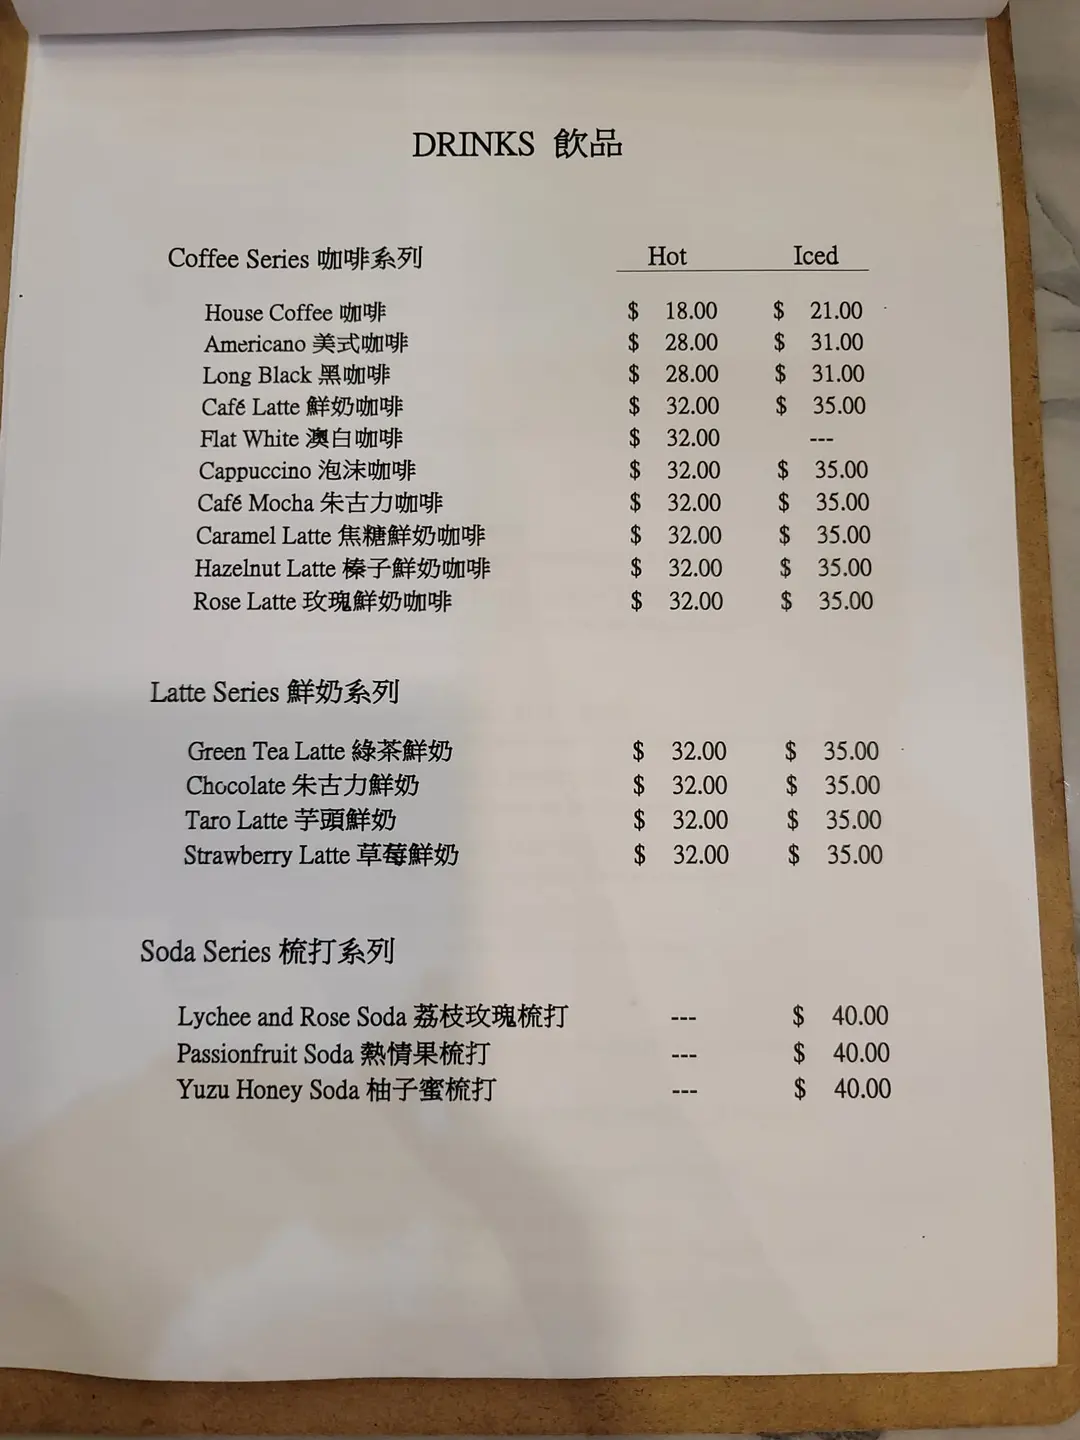 DRINKS 飲品
Coffee Series 咖啡系列 Hot Iced
House Coffee 咖啡 $ 18.00 $ 21.00
Americano 美式咖啡 $ 28.00 $ 31.00
Long Black 黑咖啡 $ 28.00 $ 31.00
Café Latte 鮮奶咖啡 $ 32.00 $ 35.00
Flat White 澳白咖啡 $ 32.00 ---
Cappuccino 泡沫咖啡 $ 32.00 $ 35.00
Café Mocha 朱古力咖啡 $ 32.00 $ 35.00
Caramel Latte 焦糖鮮奶咖啡 $ 32.00 $ 35.00
Hazelnut Latte 榛子鮮奶咖啡 $ 32.00 $ 35.00
Rose Latte 玫瑰鮮奶咖啡 $ 32.00 $ 35.00
Latte Series 鮮奶系列
Green Tea Latte 綠茶鮮奶 $ 32.00 $ 35.00
Chocolate 朱古力鮮奶 $ 32.00 $ 35.00
Taro Latte 芋頭鮮奶 $ 32.00 $ 35.00
Strawberry Latte 草莓鮮奶 $ 32.00 $ 35.00
Soda Series 梳打系列
Lychee and Rose Soda 荔枝玫瑰梳打 --- $ 40.00
Passionfruit Soda 熱情果梳打 --- $ 40.00
Yuzu Honey Soda 柚子蜜梳打 --- $ 40.00